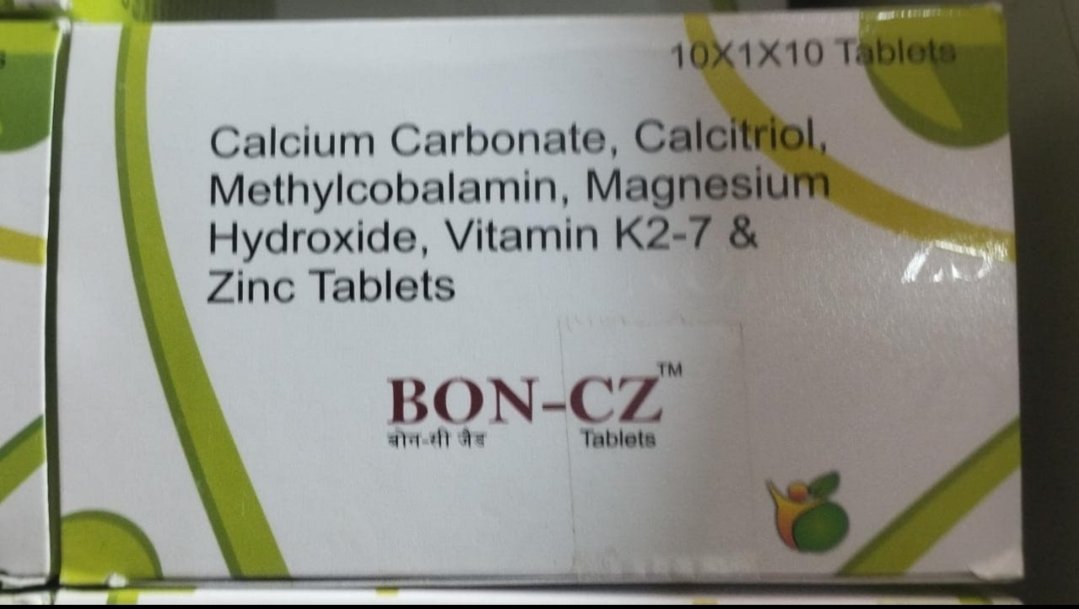 10X1X10 Tablets
Calcium Carbonate, Calcitriol,
Methylcobalamin, Magnesium
Hydroxide, Vitamin K2-7 &
Zinc Tablets
BON-CZ™
बोन-सी जैड
Tablets